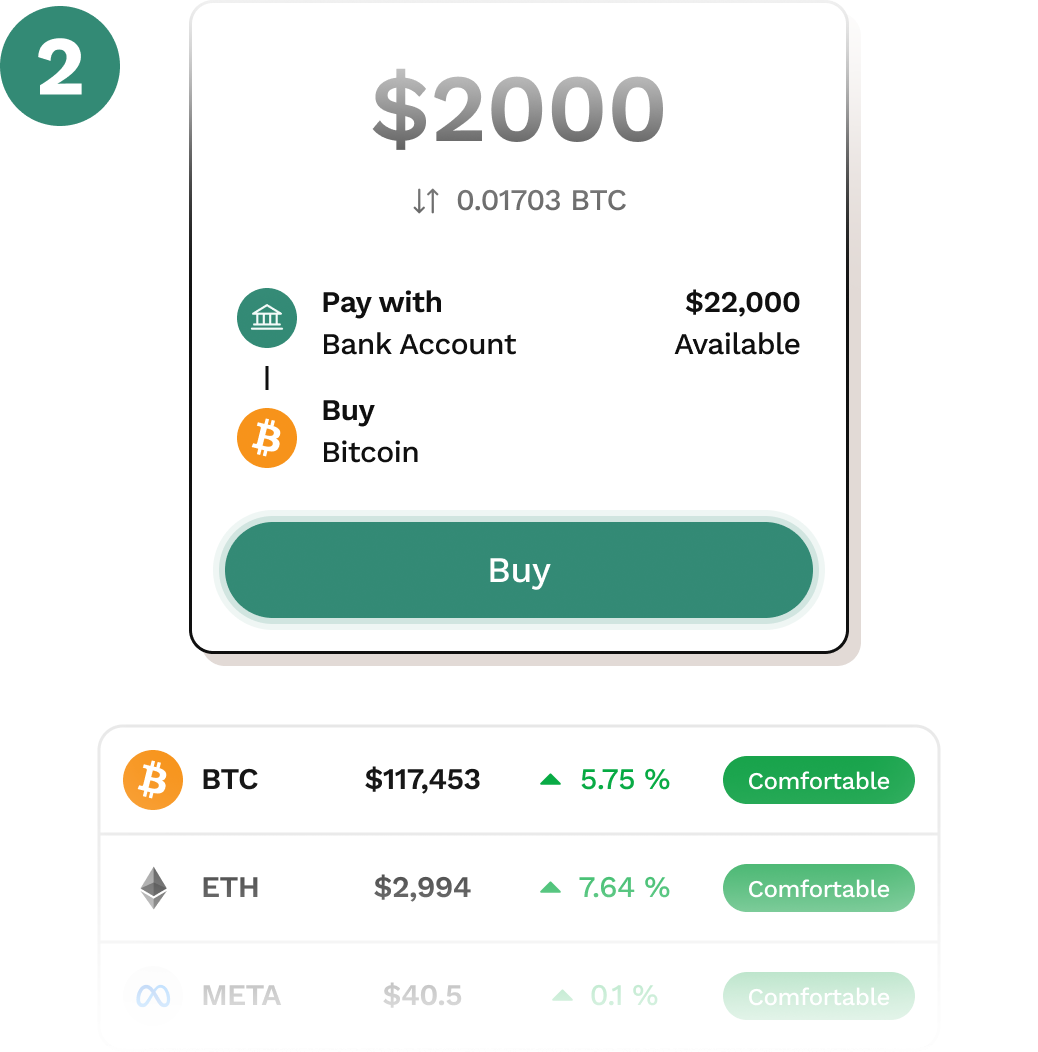 2
$2000
0.01703 BTC
Pay with $22,000
Bank Account Available
Buy
Bitcoin
Buy
BTC $117,453 5.75 % Comfortable
ETH $2,994 7.64 % Comfortable
META $40.5 0.1 % Comfortable